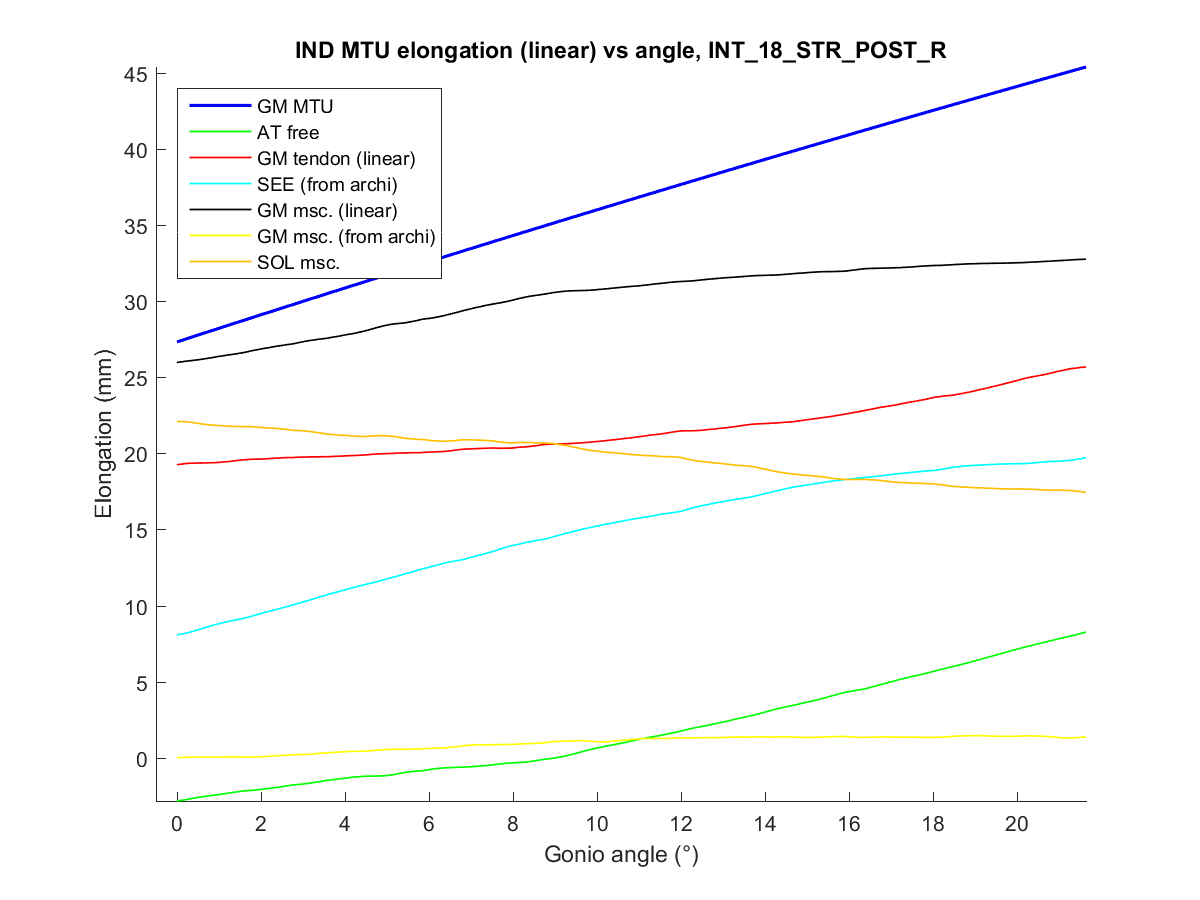 IND MTU elongation (linear) vs angle, INT_18_STR_POST_R
GM MTU
AT free
GM tendon (linear)
SEE (from archi)
GM msc. (linear)
GM msc. (from archi)
SOL msc.
Elongation (mm)
45
40
35
30
25
20
15
10
5
0
0 2 4 6 8 10 12 14 16 18 20
Gonio angle (°)